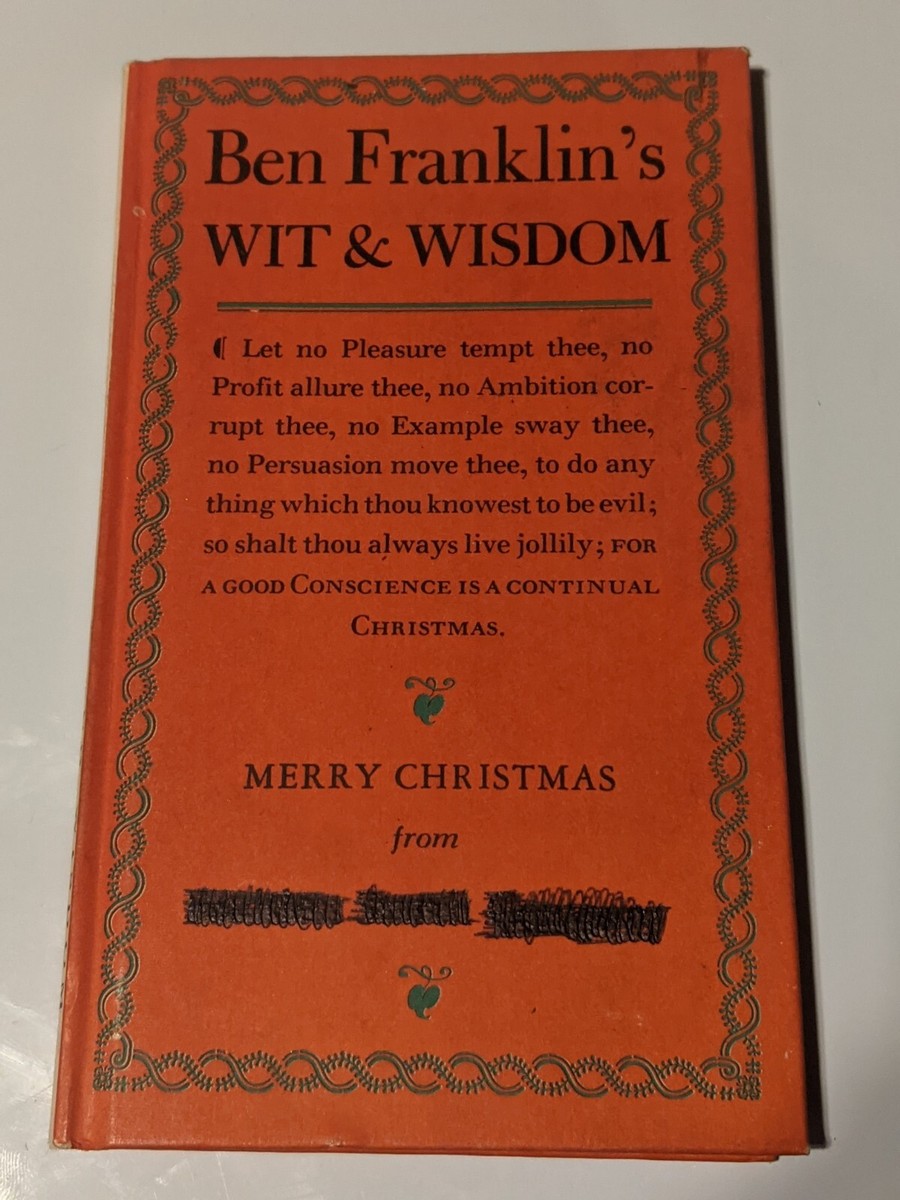 Ben Franklin's
WIT & WISDOM
⁋ Let no Pleasure tempt thee, no
Profit allure thee, no Ambition cor-
rupt thee, no Example sway thee,
no Persuasion move thee, to do any
thing which thou knowest to be evil;
so shalt thou always live jollily; FOR
A GOOD CONSCIENCE IS A CONTINUAL
CHRISTMAS.
MERRY CHRISTMAS
from